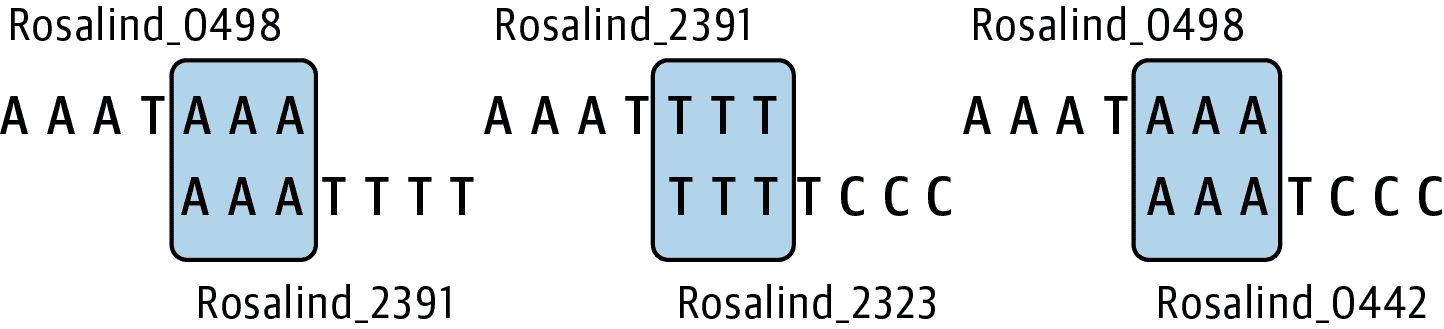 Rosalind_0498 Rosalind_2391 Rosalind_0498
A A A T A A A A A A T T T T A A A T A A A
A A A T T T T T T T T C C C A A A T C C C
Rosalind_2391 Rosalind_2323 Rosalind_0442